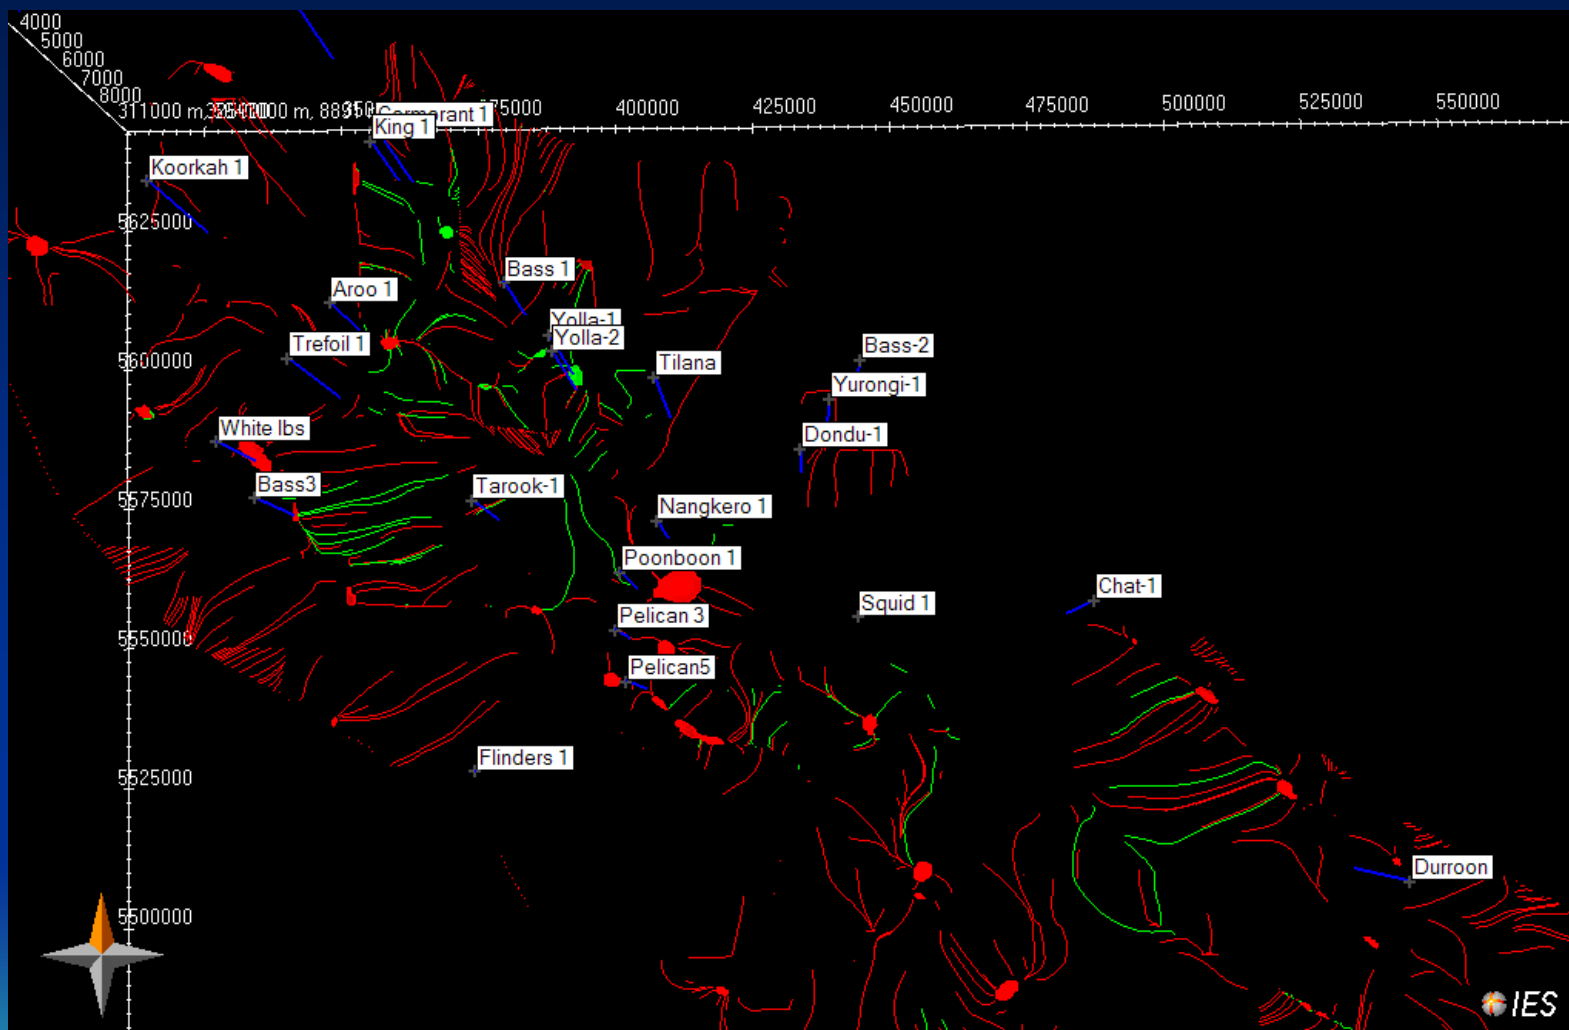 4000
5000
6000
7000
8000
375000
400000
425000
450000
475000
500000
525000
550000
Cormorant 1
King 1
Koorkah 1
5625000
Bass 1
Aroo 1
Yolla-1
Yolla-2
Trefoil 1
5600000
Tilana
Bass-2
Yurongi-1
White Ibs
Dondu-1
Bass3
Tarook-1
5575000
Nangkero 1
Poonboon 1
Chat-1
Squid 1
Pelican 3
5550000
Pelican5
Flinders 1
5525000
Durroon
5500000
IES